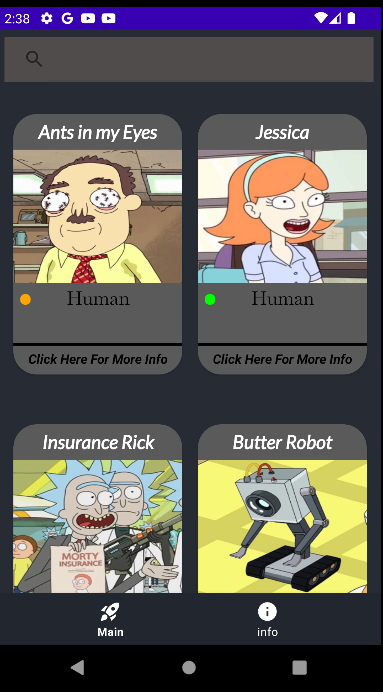 2:38
Ants in my Eyes
Jessica
Human
Human
Click Here For More Info
Click Here For More Info
Insurance Rick
Butter Robot
MORTY
INSURANCE
Main
info